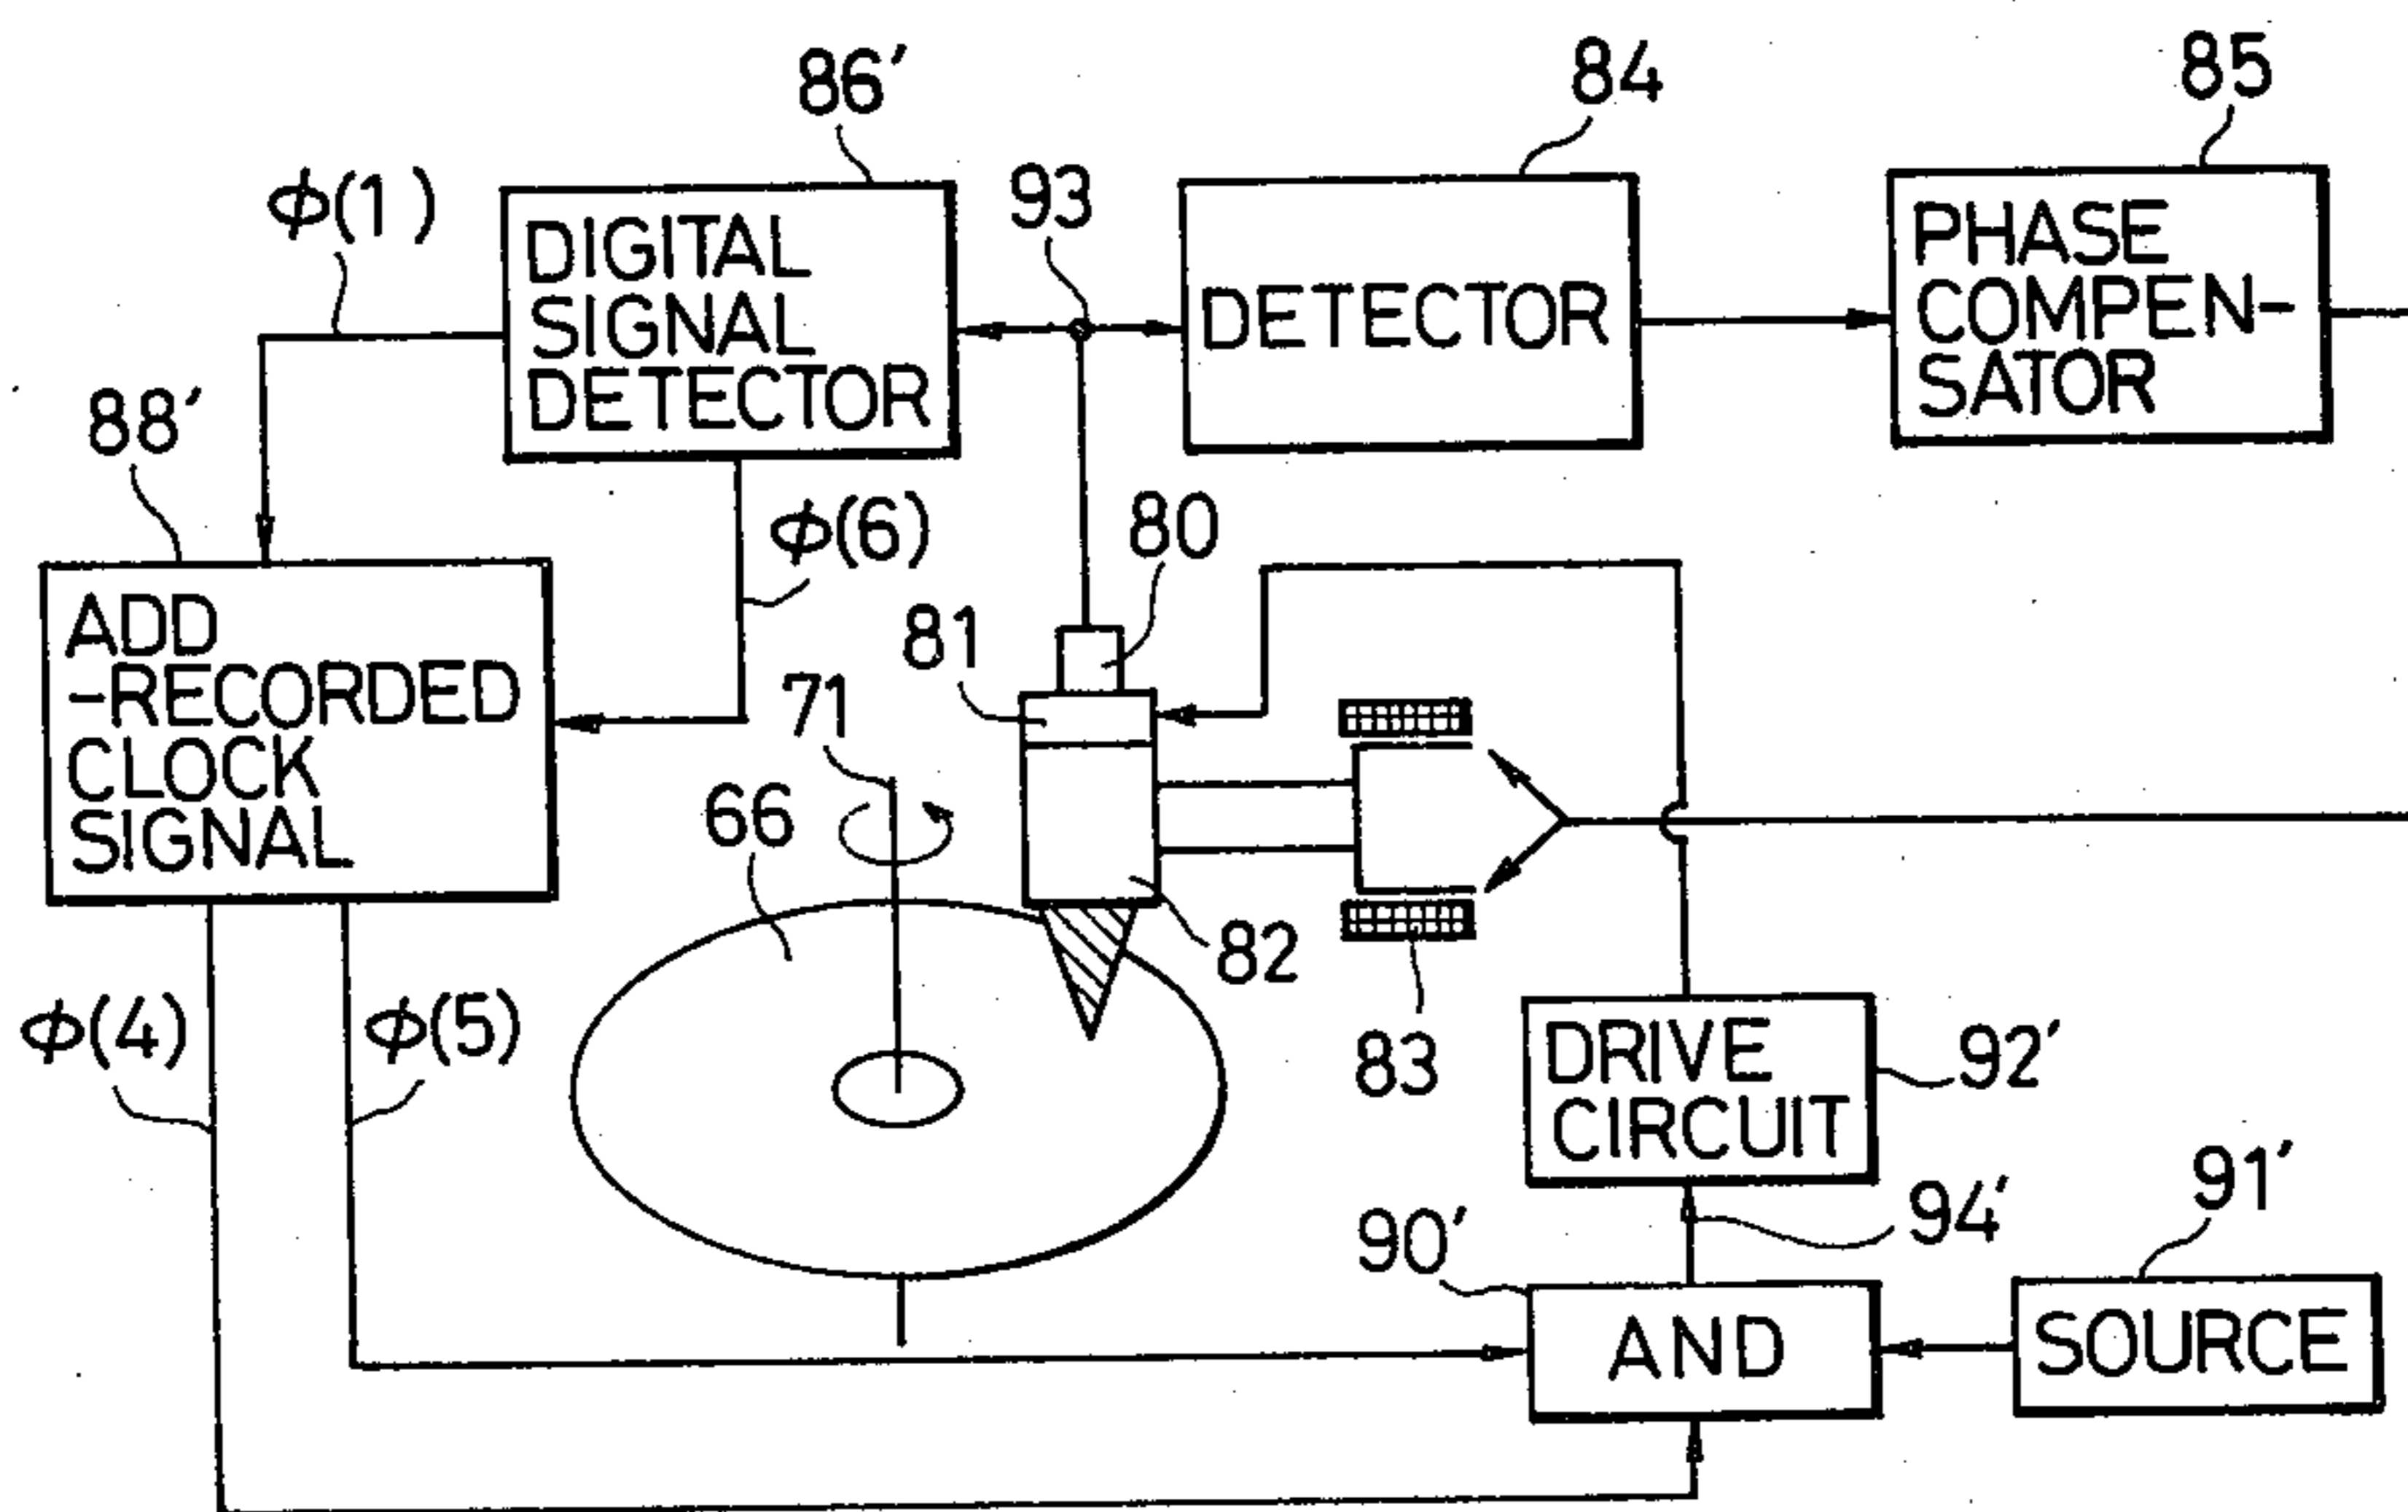 86′
84
85
ϕ(1)
93
DIGITAL
SIGNAL
DETECTOR
DETECTOR
PHASE
COMPEN-
SATOR
88′
ϕ(6)
80
ADD
-RECORDED
CLOCK
SIGNAL
81
71
66
82
83
ϕ(4)
ϕ(5)
DRIVE
CIRCUIT
92′
94′
91′
90′
AND
SOURCE